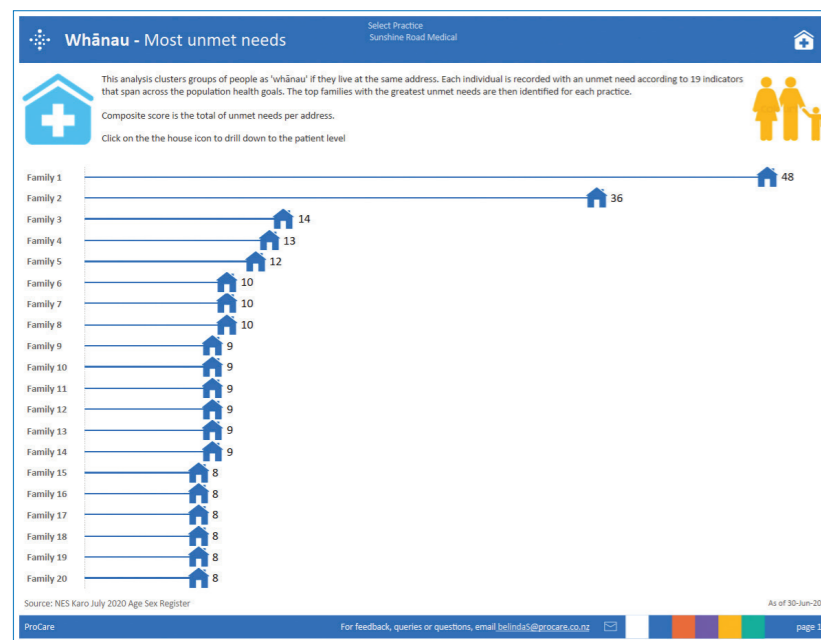 Whānau - Most unmet needs
Select Practice
Sunshine Road Medical
This analysis clusters groups of people as 'whānau' if they live at the same address. Each individual is recorded with an unmet need according to 19 indicators
that span across the population health goals. The top families with the greatest unmet needs are then identified for each practice.
Composite score is the total of unmet needs per address.
Click on the the house icon to drill down to the patient level
Family 1 48
Family 2 36
Family 3 14
Family 4 13
Family 5 12
Family 6 10
Family 7 10
Family 8 10
Family 9 9
Family 10 9
Family 11 9
Family 12 9
Family 13 9
Family 14 9
Family 15 8
Family 16 8
Family 17 8
Family 18 8
Family 19 8
Family 20 8
Source: NES Karo July 2020 Age Sex Register
As of 30-Jun-20
ProCare
For feedback, queries or questions, email belindaS@procare.co.nz
page 1